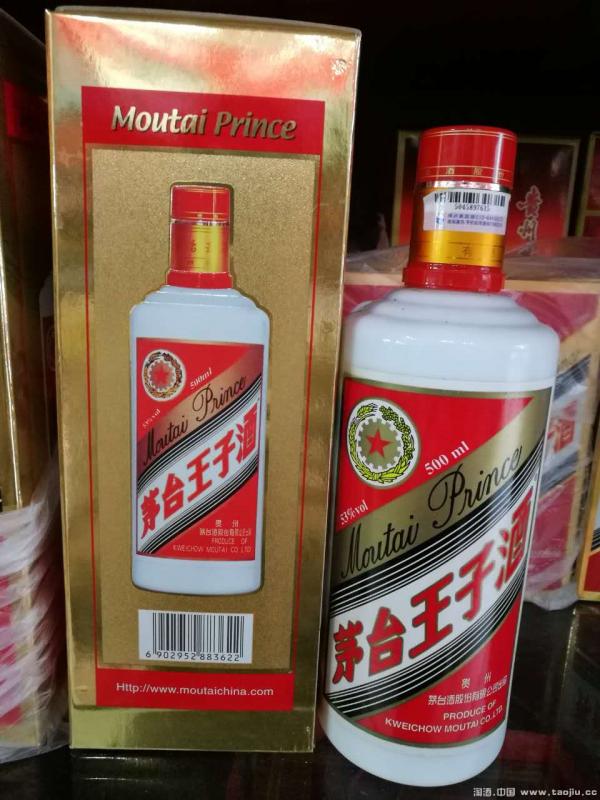 Moutai Prince
500ml
53%vol
Moutai Prince
茅台王子酒
贵州
茅台酒股份有限公司出品
PRODUCE OF
KWEICHOW MOUTAI CO.LTD
6 902952 883622
Http://www.moutaichina.com
500 ml
53%vol
Moutai Prince
茅台王子酒
贵州
茅台酒股份有限公司出品
PRODUCE OF
KWEICHOW MOUTAI CO.LTD.
贵州
淘酒.中国 www.taojiu.cc